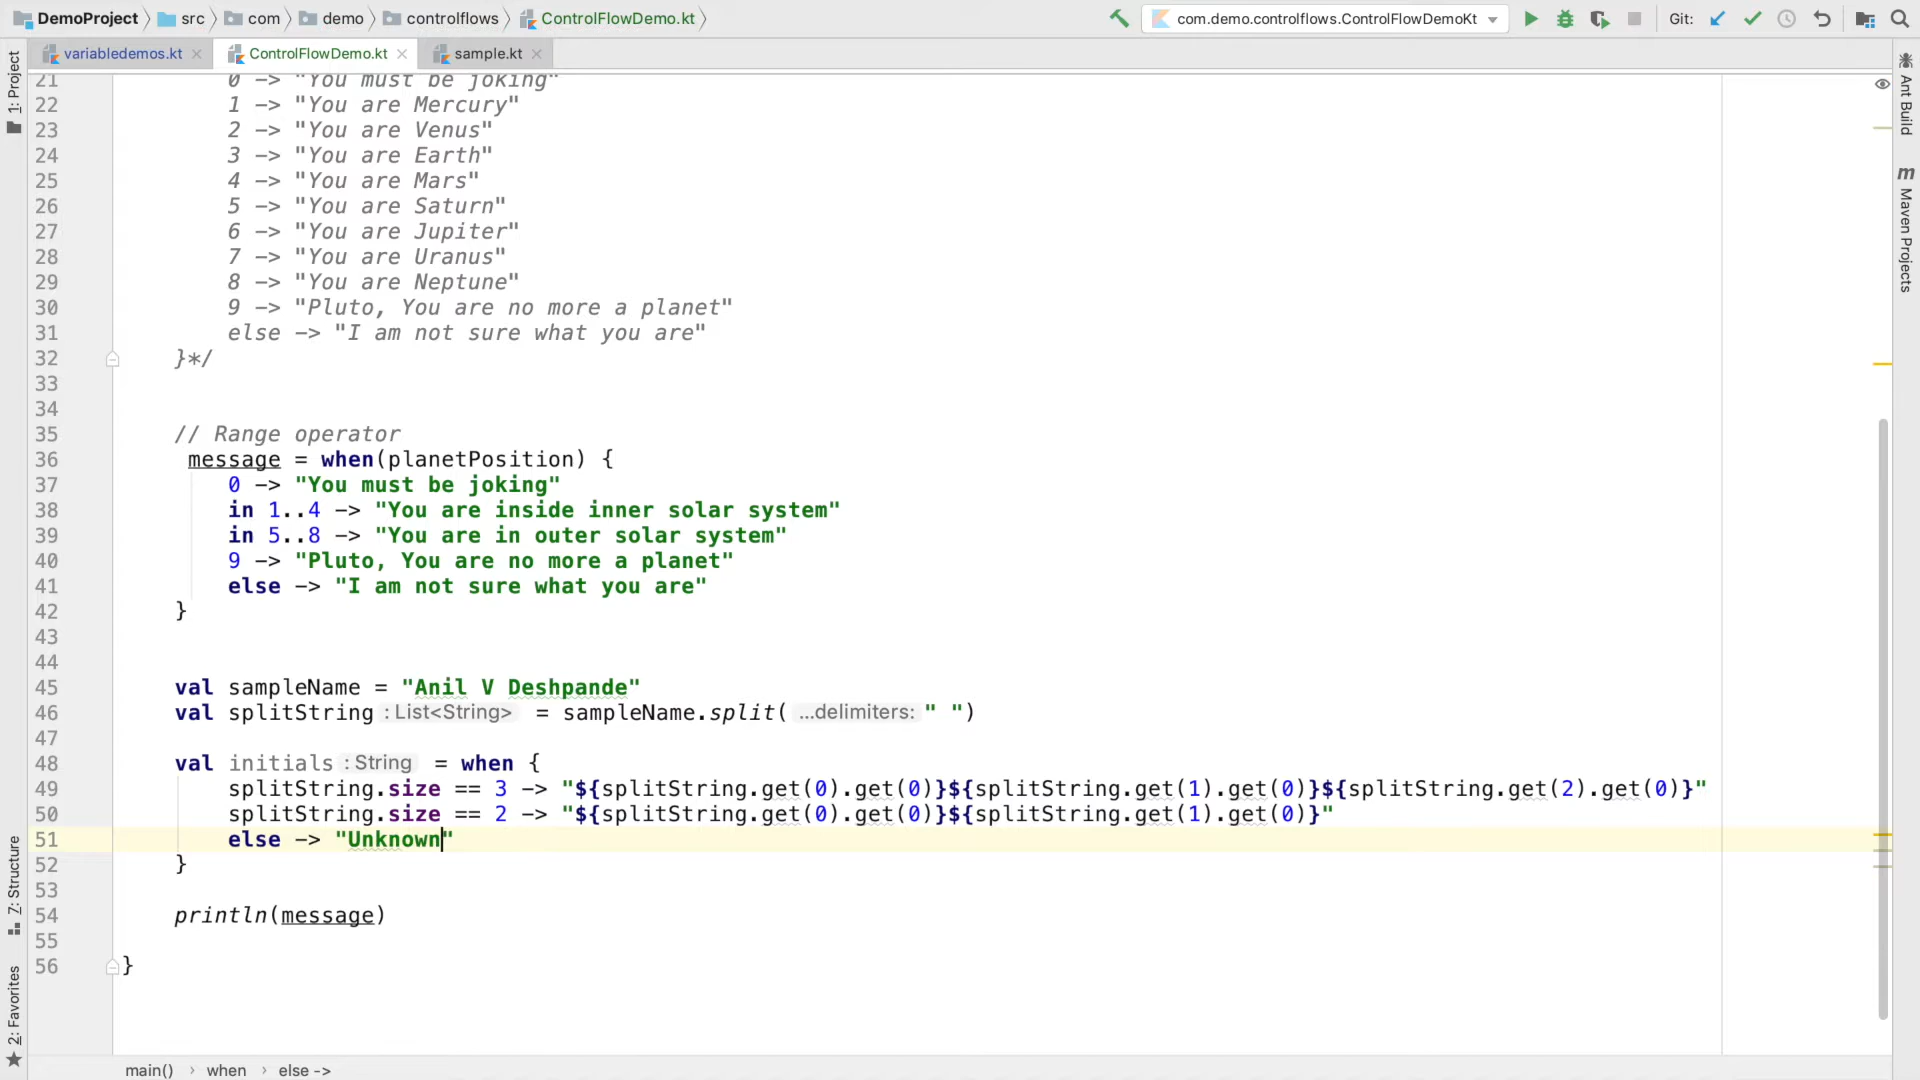 DemoProject src com demo controlflows ControlFlowDemo.kt com.demo.controlflows.ControlFlowDemoKt Git:
variabledemos.kt ControlFlowDemo.kt sample.kt
1: Project
7: Structure
2: Favorites
21 0 -> "You must be joking"
22 1 -> "You are Mercury"
23 2 -> "You are Venus"
24 3 -> "You are Earth"
25 4 -> "You are Mars"
26 5 -> "You are Saturn"
27 6 -> "You are Jupiter"
28 7 -> "You are Uranus"
29 8 -> "You are Neptune"
30 9 -> "Pluto, You are no more a planet"
31 else -> "I am not sure what you are"
32 }*/
33
34
35 // Range operator
36 message = when(planetPosition) {
37 0 -> "You must be joking"
38 in 1..4 -> "You are inside inner solar system"
39 in 5..8 -> "You are in outer solar system"
40 9 -> "Pluto, You are no more a planet"
41 else -> "I am not sure what you are"
42 }
43
44
45 val sampleName = "Anil V Deshpande"
46 val splitString : List<String> = sampleName.split( ...delimiters: " ")
47
48 val initials : String = when {
49 splitString.size == 3 -> "${splitString.get(0).get(0)}${splitString.get(1).get(0)}${splitString.get(2).get(0)}"
50 splitString.size == 2 -> "${splitString.get(0).get(0)}${splitString.get(1).get(0)}"
51 else -> "Unknown"
52 }
53
54 println(message)
55
56 }
Ant Build
m Maven Projects
main() › when › else ->